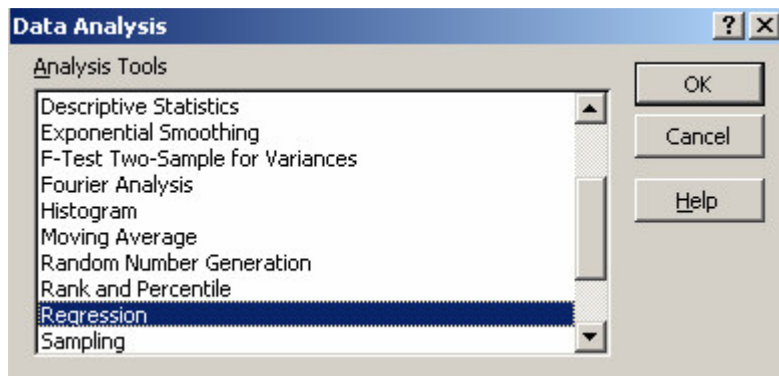 Data Analysis
Analysis Tools
Descriptive Statistics
Exponential Smoothing
F-Test Two-Sample for Variances
Fourier Analysis
Histogram
Moving Average
Random Number Generation
Rank and Percentile
Regression
Sampling
OK
Cancel
Help